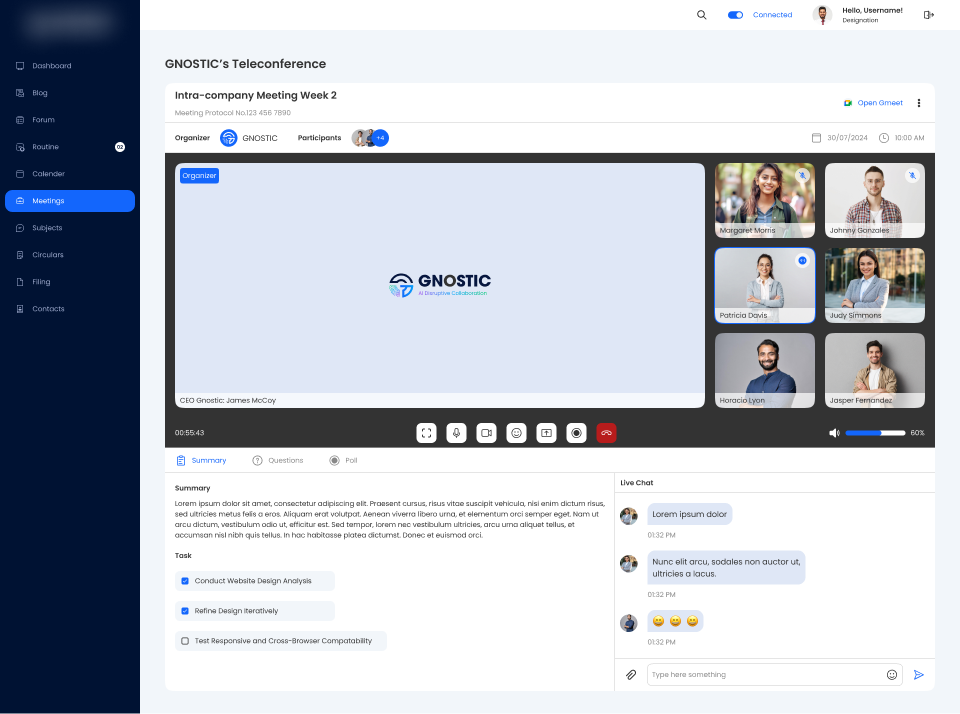 Connected
Hello, Username!
Designation
Dashboard
Blog
Forum
Routine
02
Calender
Meetings
Subjects
Circulars
Filing
Contacts
GNOSTIC's Teleconference
Intra-company Meeting Week 2
Meeting Protocol No.123 456 7B90
Open Gmeet
Organizer
GNOSTIC
Participants
+4
30/07/2024
10:00 AM
Organizer
GNOSTIC
AI Disruptive Collaboration
CEO Gnostic: James McCoy
Margaret Morris
Johnny Gonzales
Patricia Davis
Judy Simmons
Horacio Lyon
Jasper Fernandez
00:55:43
60%
Summary
Questions
Poll
Summary
Lorem ipsum dolor sit amet, consectetur adipiscing elit. Praesent cursus, risus vitae suscipit vehicula, nisi enim dictum risus,
sed ultricies metus felis a eros. Aliquam erat volutpat. Aenean viverra libero urna, et elementum orci semper eget. Nam ut
arcu dictum, vestibulum odio ut, efficitur est. Sed tempor, lorem nec vestibulum ultricies, arcu urna aliquet tellus, et
accumsan nisl nibh quis tellus. In hac habitasse platea dictumst. Donec et euismod orci.
Task
Conduct Website Design Analysis
Refine Design Iteratively
Test Responsive and Cross-Browser Compatability
Live Chat
Lorem ipsum dolor
01:32 PM
Nunc elit arcu, sodales non auctor ut,
ultricies a lacus.
01:32 PM
01:32 PM
Type here something